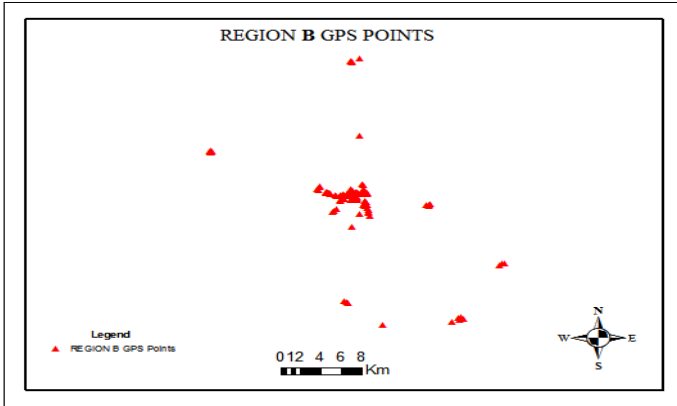 REGION B GPS POINTS
N
W E
S
Legend
REGION B GPS Points
0 1 2 4 6 8
Km